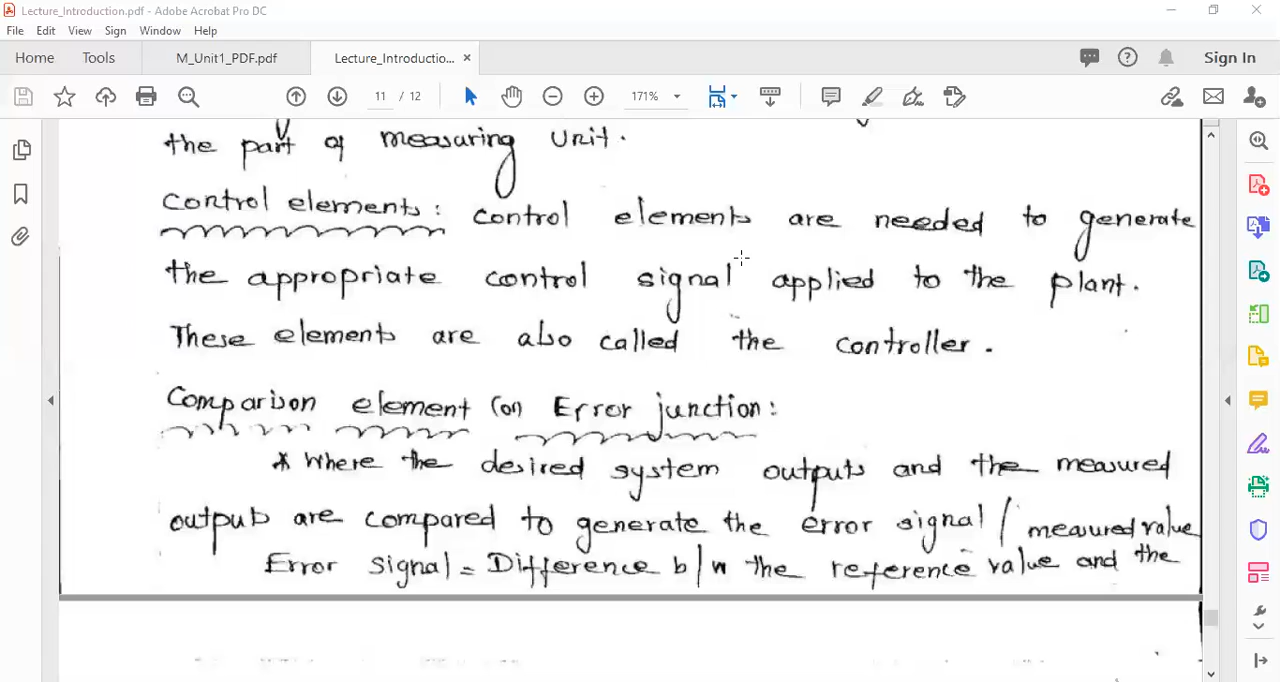 Lecture_Introduction.pdf - Adobe Acrobat Pro DC
File Edit View Sign Window Help
Home Tools M_Unit1_PDF.pdf Lecture_Introductio... × Sign In
11 / 12 171%
the part of measuring Unit.
Control elements: control elements are needed to generate
the appropriate control signal applied to the plant.
These elements are also called the controller.
Comparison element (or) Error junction:
* Where the desired system outputs and the measured
outputs are compared to generate the error signal / measured value
Error Signal = Difference b/n the reference value and the